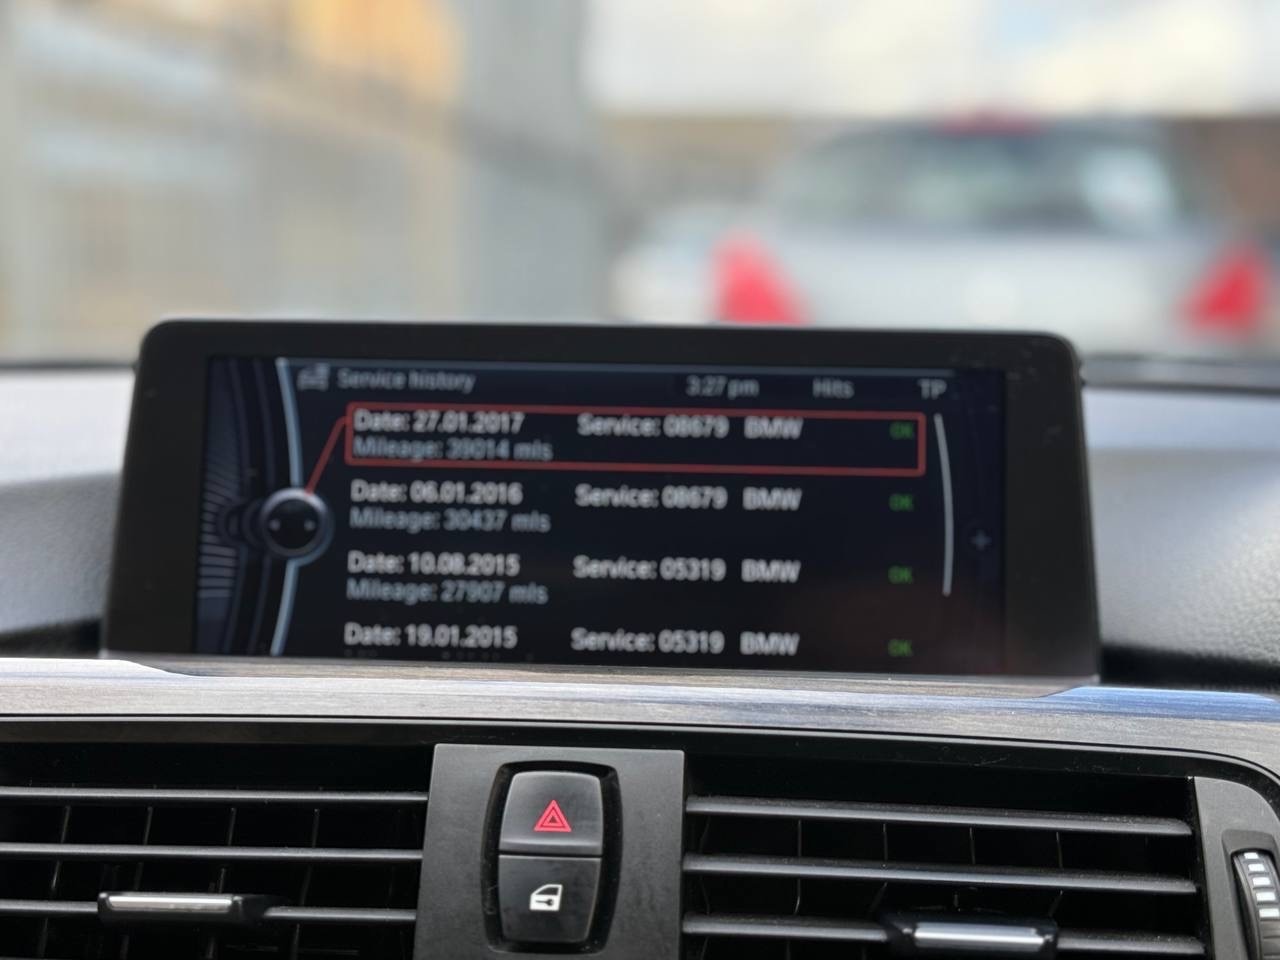 Service history 3:27 pm Hits TP
Date: 27.01.2017 Service: 08679 BMW OK
Mileage: 39014 mls
Date: 06.01.2016 Service: 08679 BMW OK
Mileage: 30437 mls
Date: 10.08.2015 Service: 05319 BMW OK
Mileage: 27907 mls
Date: 19.01.2015 Service: 05319 BMW OK